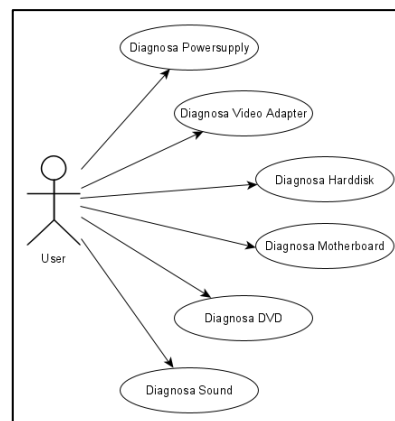 Diagnosa Powersupply
Diagnosa Video Adapter
Diagnosa Harddisk
User
Diagnosa Motherboard
Diagnosa DVD
Diagnosa Sound